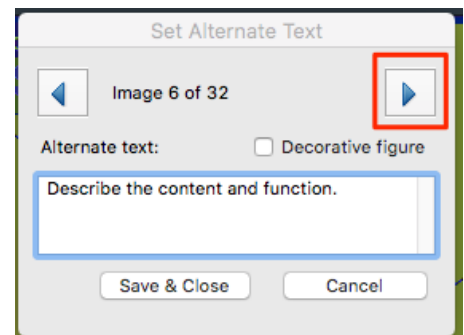 Set Alternate Text
Image 6 of 32
Alternate text: Decorative figure
Describe the content and function.
Save & Close Cancel